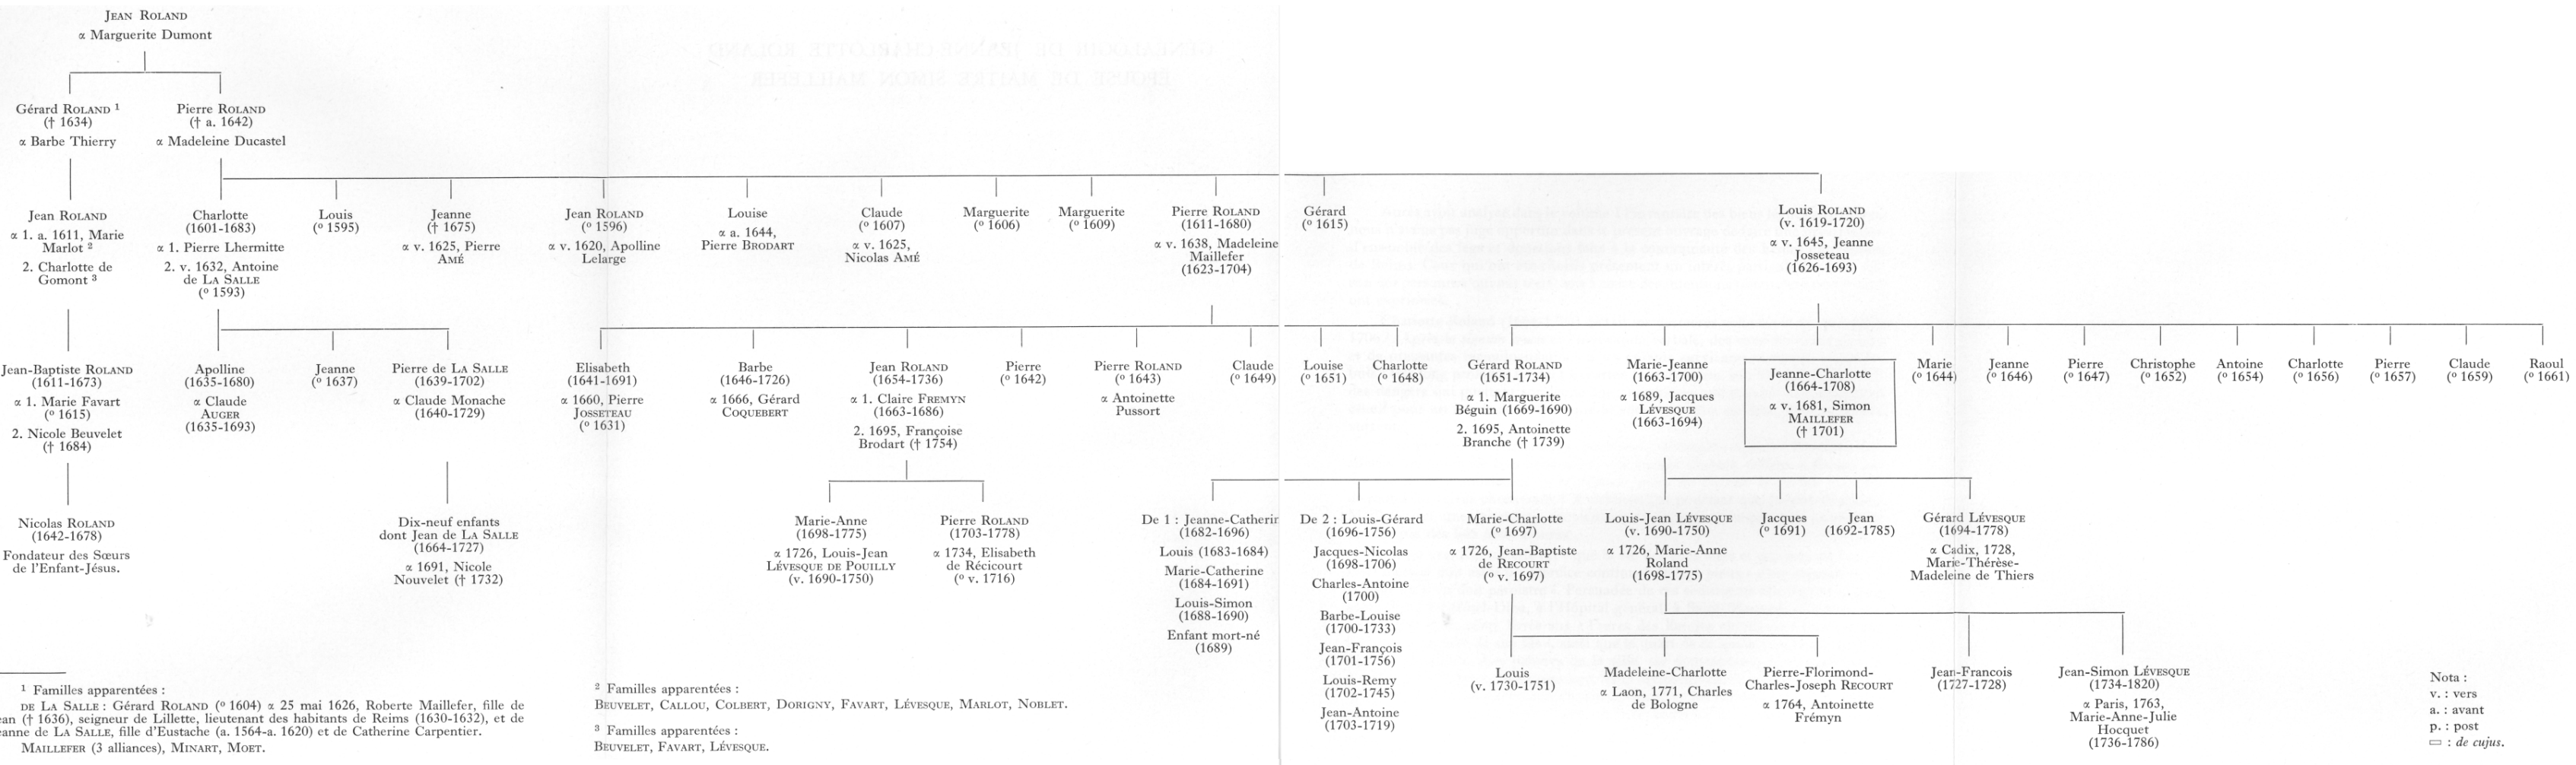 JEAN ROLAND
α Marguerite Dumont
Gérard ROLAND ¹
(† 1634)
α Barbe Thierry
Pierre ROLAND
(† a. 1642)
α Madeleine Ducastel
Jean ROLAND
α 1. a. 1611, Marie
Marlot ²
2. Charlotte de
Gomont ³
Charlotte
(1601-1683)
α 1. Pierre Lhermitte
2. v. 1632, Antoine
de LA SALLE
(º 1593)
Louis
(º 1595)
Jeanne
(† 1675)
α v. 1625, Pierre
AMÉ
Jean ROLAND
(º 1596)
α v. 1620, Apolline
Lelarge
Louise
α a. 1644,
Pierre BRODART
Claude
(º 1607)
α v. 1625,
Nicolas AMÉ
Marguerite
(º 1606)
Marguerite
(º 1609)
Pierre ROLAND
(1611-1680)
α v. 1638, Madeleine
Maillefer
(1623-1704)
Gérard
(º 1615)
Louis ROLAND
(v. 1619-1720)
α v. 1645, Jeanne
Josseteau
(1626-1693)
Jean-Baptiste ROLAND
(1611-1673)
α 1. Marie Favart
(º 1615)
2. Nicole Beuvelet
(† 1684)
Apolline
(1635-1680)
α Claude
AUGER
(1635-1693)
Jeanne
(º 1637)
Pierre de LA SALLE
(1639-1702)
α Claude Monache
(1640-1729)
Elisabeth
(1641-1691)
α 1660, Pierre
JOSSETEAU
(º 1631)
Barbe
(1646-1726)
α 1666, Gérard
COQUEBERT
Jean ROLAND
(1654-1736)
α 1. Claire FREMYN
(1663-1686)
2. 1695, Françoise
Brodart († 1754)
Pierre
(º 1642)
Pierre ROLAND
(º 1643)
α Antoinette
Pussort
Claude
(º 1649)
Louise
(º 1651)
Charlotte
(º 1648)
Gérard ROLAND
(1651-1734)
α 1. Marguerite
Béguin (1669-1690)
2. 1695, Antoinette
Branche († 1739)
Marie-Jeanne
(1663-1700)
α 1689, Jacques
LÉVESQUE
(1663-1694)
Jeanne-Charlotte
(1664-1708)
α v. 1681, Simon
MAILLEFER
(† 1701)
Marie
(º 1644)
Jeanne
(º 1646)
Pierre
(º 1647)
Christophe
(º 1652)
Antoine
(º 1654)
Charlotte
(º 1656)
Pierre
(º 1657)
Claude
(º 1659)
Raoul
(º 1661)
Nicolas ROLAND
(1642-1678)
Fondateur des Sœurs
de l'Enfant-Jésus.
Dix-neuf enfants
dont Jean de LA SALLE
(1664-1727)
α 1691, Nicole
Nouvelet († 1732)
Marie-Anne
(1698-1775)
α 1726, Louis-Jean
LÉVESQUE DE POUILLY
(v. 1690-1750)
Pierre ROLAND
(1703-1778)
α 1734, Elisabeth
de Récicourt
(º v. 1716)
De 1 : Jeanne-Catherin
(1682-1696)
Louis (1683-1684)
Marie-Catherine
(1684-1691)
Louis-Simon
(1688-1690)
Enfant mort-né
(1689)
De 2 : Louis-Gérard
(1696-1756)
Jacques-Nicolas
(1698-1706)
Charles-Antoine
(1700)
Barbe-Louise
(1700-1733)
Jean-François
(1701-1756)
Louis-Remy
(1702-1745)
Jean-Antoine
(1703-1719)
Marie-Charlotte
(º 1697)
α 1726, Jean-Baptiste
de RECOURT
(º v. 1697)
Louis-Jean LÉVESQUE
(v. 1690-1750)
α 1726, Marie-Anne
Roland
(1698-1775)
Jacques
(º 1691)
Jean
(1692-1785)
Gérard LÉVESQUE
(1694-1778)
α Cadix, 1728,
Marie-Thérèse-
Madeleine de Thiers
Louis
(v. 1730-1751)
Madeleine-Charlotte
α Laon, 1771, Charles
de Bologne
Pierre-Florimond-
Charles-Joseph RECOURT
α 1764, Antoinette
Frémyn
Jean-Francois
(1727-1728)
Jean-Simon LÉVESQUE
(1734-1820)
α Paris, 1763,
Marie-Anne-Julie
Hocquet
(1736-1786)
¹ Familles apparentées :
DE LA SALLE : Gérard ROLAND (º 1604) α 25 mai 1626, Roberte Maillefer, fille de
ean († 1636), seigneur de Lillette, lieutenant des habitants de Reims (1630-1632), et de
eanne de LA SALLE, fille d'Eustache (a. 1564-a. 1620) et de Catherine Carpentier.
MAILLEFER (3 alliances), MINART, MOET.
² Familles apparentées :
BEUVELET, CALLOU, COLBERT, DORIGNY, FAVART, LÉVESQUE, MARLOT, NOBLET.
³ Familles apparentées :
BEUVELET, FAVART, LÉVESQUE.
Nota :
v. : vers
a. : avant
p. : post
▭ : de cujus.